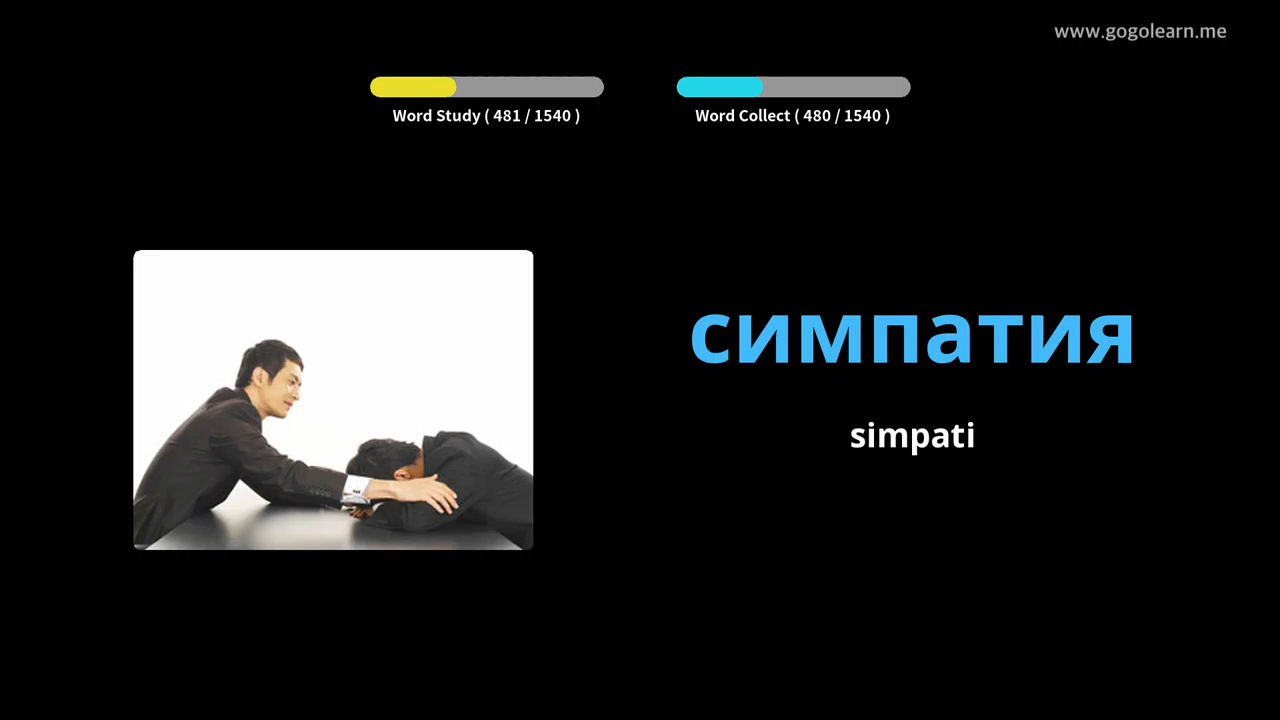 www.gogolearn.me
Word Study ( 481 / 1540 )
Word Collect ( 480 / 1540 )
симпатия
simpati